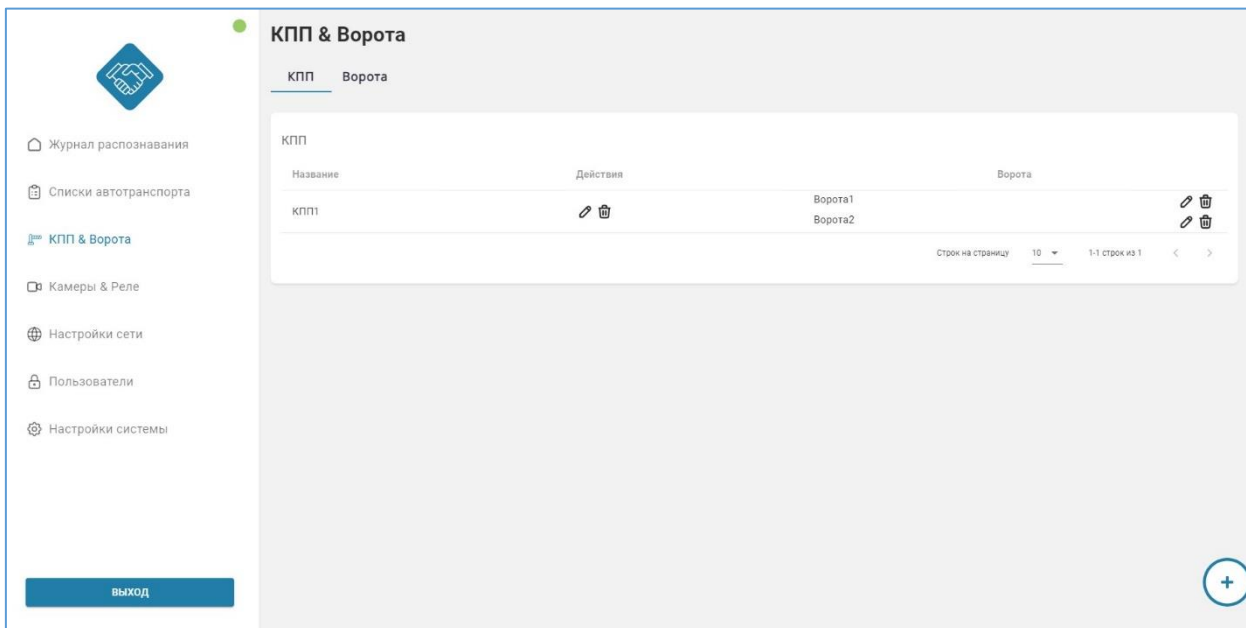 КПП & Ворота
КПП Ворота
Журнал распознавания
Списки автотранспорта
КПП & Ворота
Камеры & Реле
Настройки сети
Пользователи
Настройки системы
ВЫХОД
КПП
Название Действия Ворота
КПП1
Ворота1
Ворота2
Строк на страницу 10 1-1 строк из 1
+